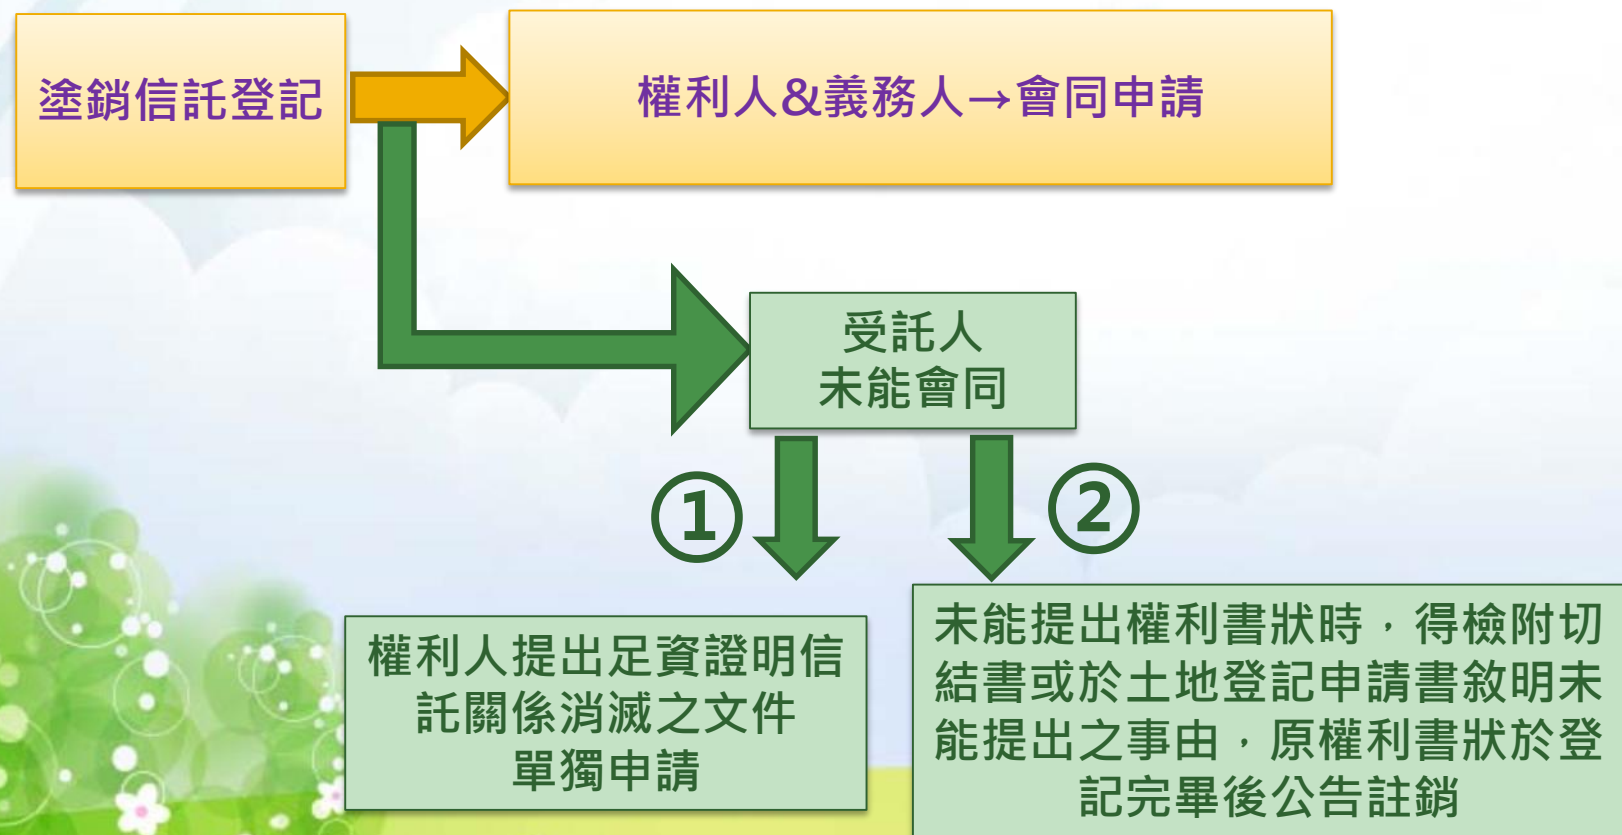 塗銷信託登記
權利人&義務人→會同申請
受託人
未能會同
①
②
權利人提出足資證明信
託關係消滅之文件
單獨申請
未能提出權利書狀時，得檢附切
結書或於土地登記申請書敘明未
能提出之事由，原權利書狀於登
記完畢後公告註銷